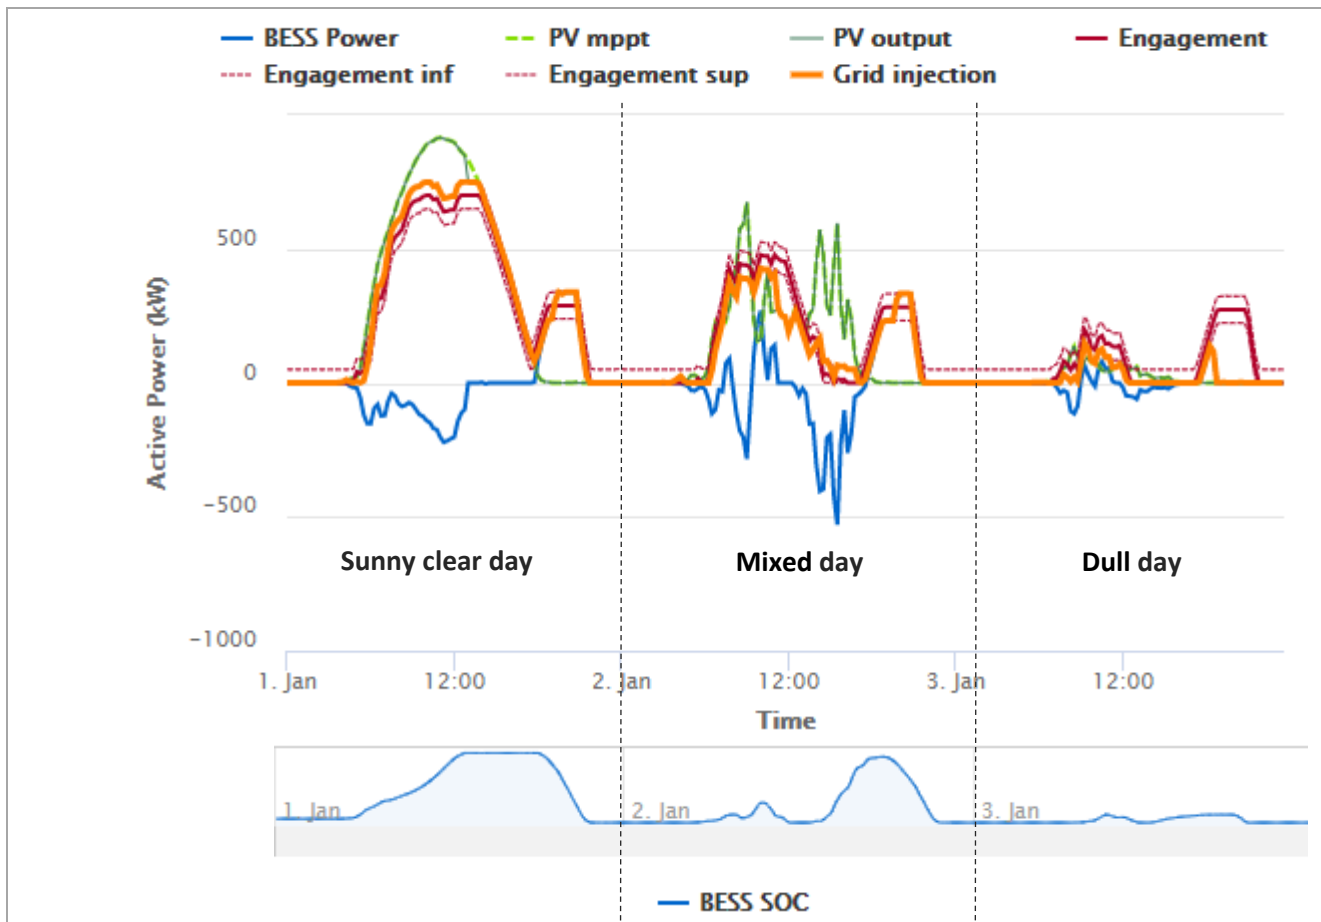 BESS Power PV mppt PV output Engagement
Engagement inf Engagement sup Grid injection
Active Power (kW)
500
0
-500
-1000
Sunny clear day Mixed day Dull day
1. Jan 12:00 2. Jan 12:00 3. Jan 12:00
Time
1. Jan 2. Jan 3. Jan
BESS SOC